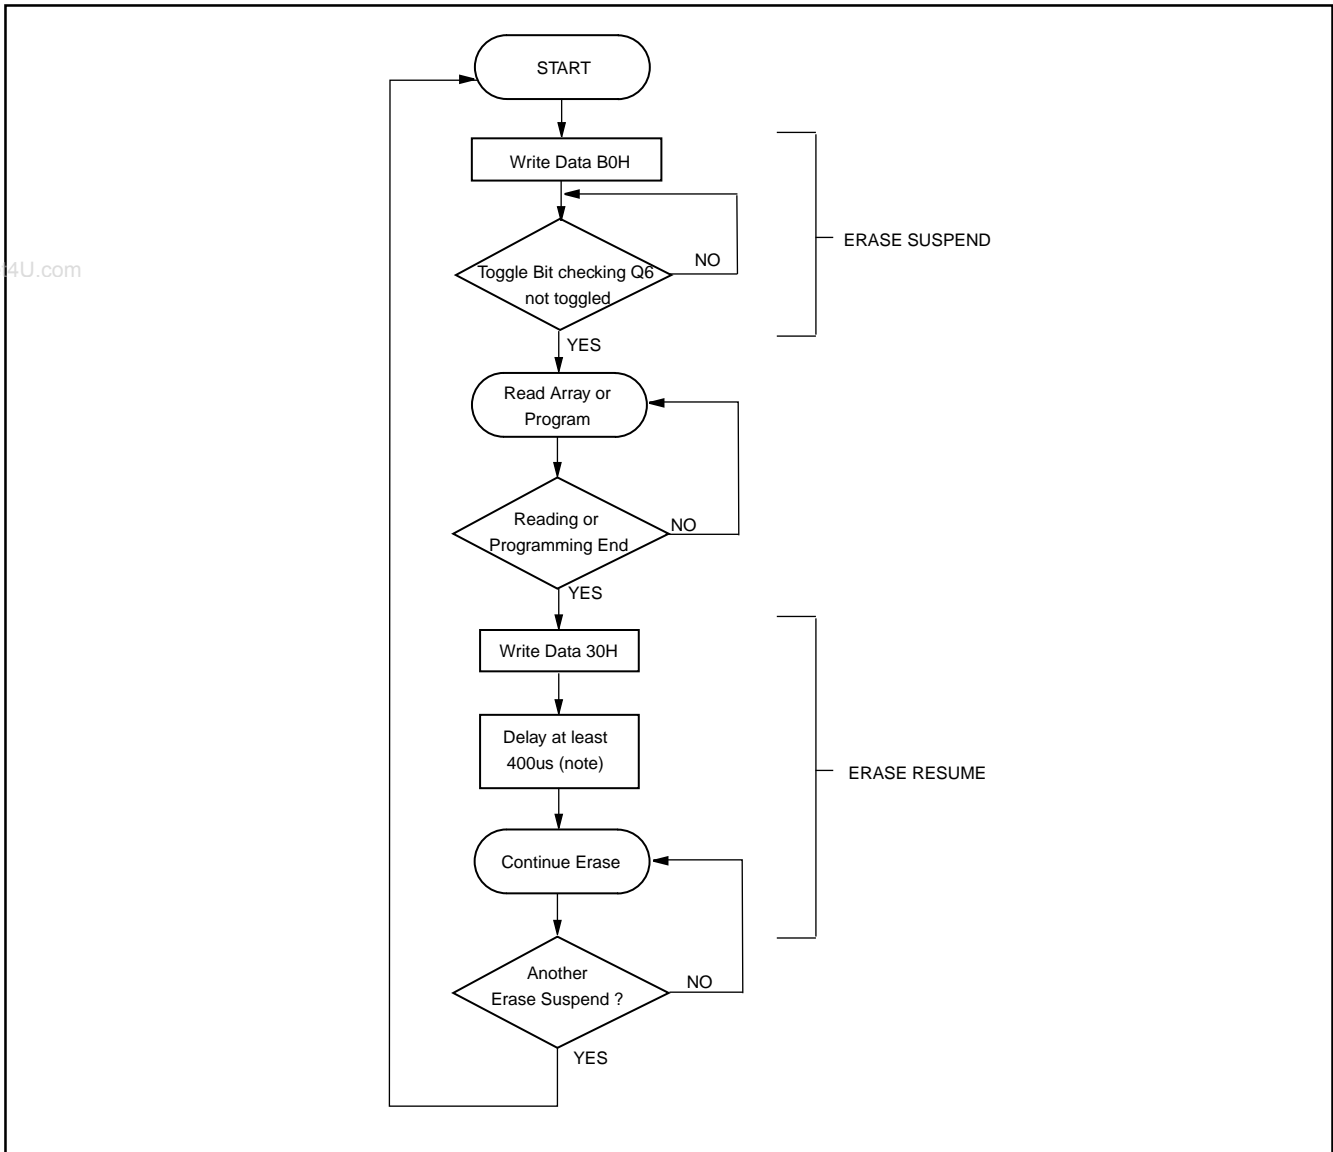 START
Write Data B0H
ERASE SUSPEND
t4U.com
NO
Toggle Bit checking Q6
not toggled
YES
Read Array or
Program
Reading or
Programming End
NO
YES
Write Data 30H
Delay at least
400us (note)
ERASE RESUME
Continue Erase
Another
Erase Suspend ?
NO
YES